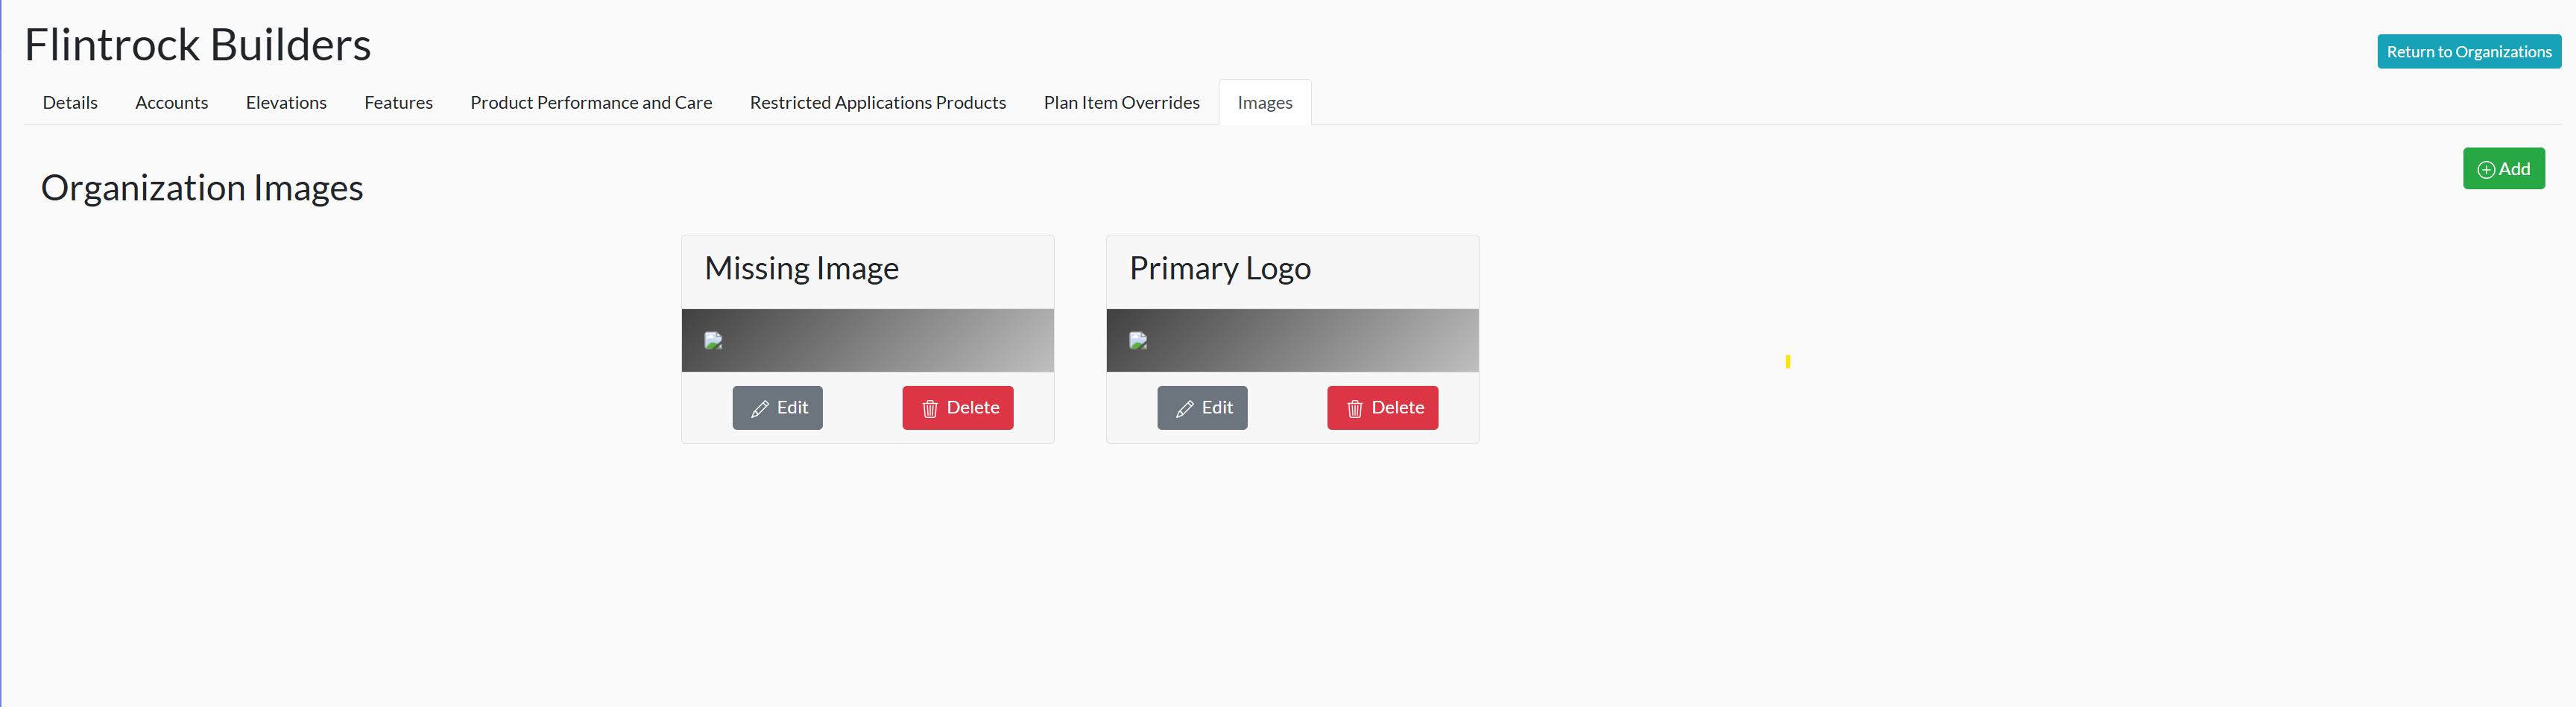 Flintrock Builders
Return to Organizations
Details Accounts Elevations Features Product Performance and Care Restricted Applications Products Plan Item Overrides Images
Organization Images
Add
Missing Image Primary Logo
Edit Delete Edit Delete